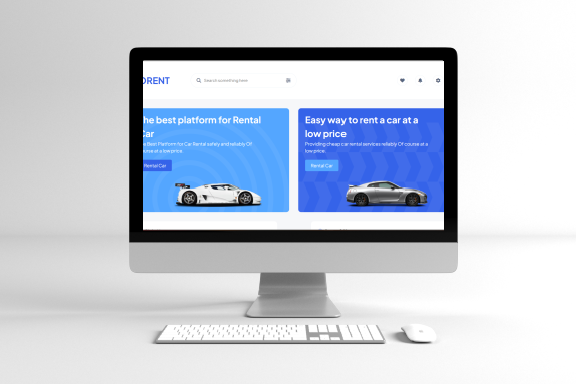 ORENT
Search something here
he best platform for Rental
Car
he Best Platform for Car Rental safely and reliably Of
ourse at a low price.
Rental Car
Easy way to rent a car at a
low price
Providing cheap car rental services reliably Of course at a
low price.
Rental Car